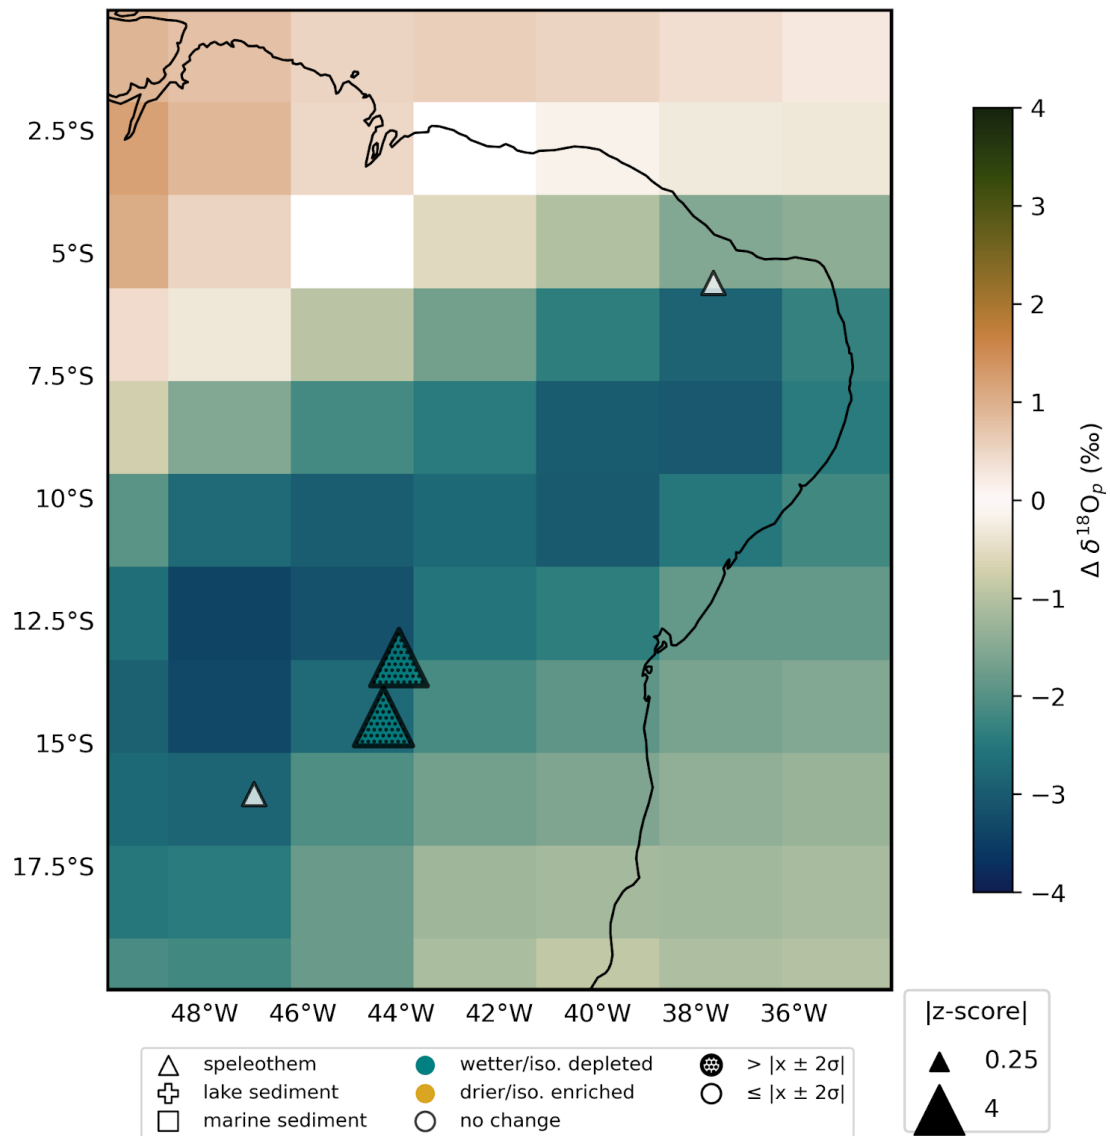 2.5°S
5°S
7.5°S
10°S
12.5°S
15°S
17.5°S
48°W 46°W 44°W 42°W 40°W 38°W 36°W
4
3
2
1
0
−1
−2
−3
−4
Δ δ¹⁸Oₚ (‰)
|z-score|
0.25
4
speleothem
lake sediment
marine sediment
wetter/iso. depleted
drier/iso. enriched
no change
> |x ± 2σ|
≤ |x ± 2σ|